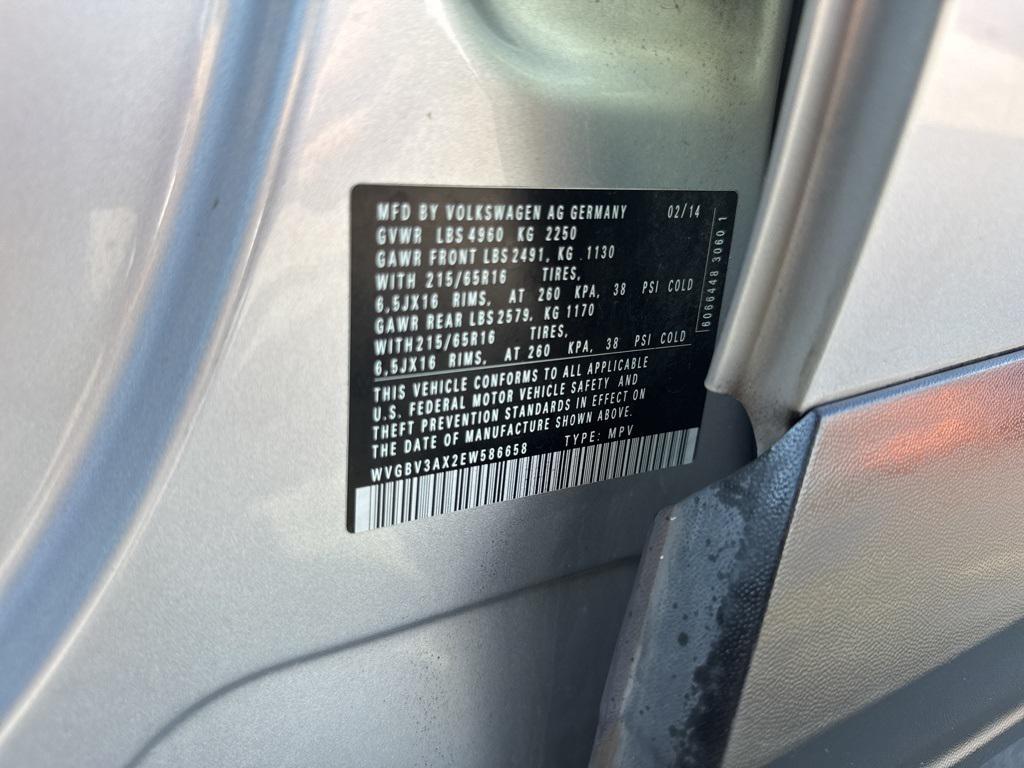 MFD BY VOLKSWAGEN AG GERMANY 02/14
GVWR LBS 4960 KG 2250
GAWR FRONT LBS 2491, KG. 1130
WITH 215/65R16 TIRES,
6,5JX16 RIMS, AT 260 KPA, 38 PSI COLD
GAWR REAR LBS 2579, KG 1170
WITH 215/65R16 TIRES,
6,5JX16 RIMS, AT 260 KPA, 38 PSI COLD
THIS VEHICLE CONFORMS TO ALL APPLICABLE
U.S. FEDERAL MOTOR VEHICLE SAFETY AND
THEFT PREVENTION STANDARDS IN EFFECT ON
THE DATE OF MANUFACTURE SHOWN ABOVE.
WVGBV3AX2EW586658 TYPE: MPV
6066448 3060 1